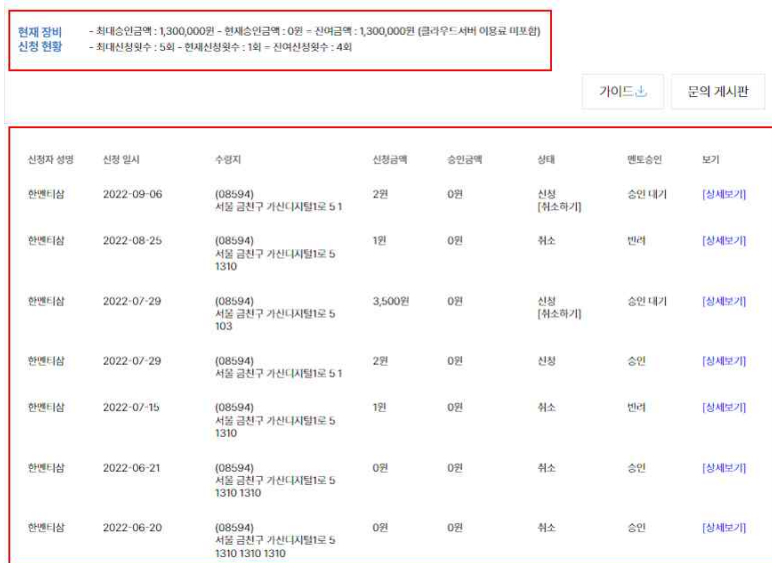 현재 장비
신청 현황
- 최대승인금액 : 1,300,000원 - 현재승인금액 : 0원 = 잔여금액 : 1,300,000원 (클라우드서버 이용료 미포함)
- 최대신청횟수 : 5회 - 현재신청횟수 : 1회 = 잔여신청횟수 : 4회
가이드
문의 게시판
신청자 성명 신청 일시 수령지 신청금액 승인금액 상태 멘토승인 보기
한멘티삼 2022-09-06 (08594) 2원 0원 신청 승인 대기 [상세보기]
서울 금천구 가산디지털1로 5 1 [취소하기]
한멘티삼 2022-08-25 (08594) 1원 0원 취소 반려 [상세보기]
서울 금천구 가산디지털1로 5
1310
한멘티삼 2022-07-29 (08594) 3,500원 0원 신청 승인 대기 [상세보기]
서울 금천구 가산디지털1로 5 [취소하기]
103
한멘티삼 2022-07-29 (08594) 2원 0원 신청 승인 [상세보기]
서울 금천구 가산디지털1로 5 1
한멘티삼 2022-07-15 (08594) 1원 0원 취소 반려 [상세보기]
서울 금천구 가산디지털1로 5
1310
한멘티삼 2022-06-21 (08594) 0원 0원 취소 승인 [상세보기]
서울 금천구 가산디지털1로 5
1310 1310
한멘티삼 2022-06-20 (08594) 0원 0원 취소 승인 [상세보기]
서울 금천구 가산디지털1로 5
1310 1310 1310